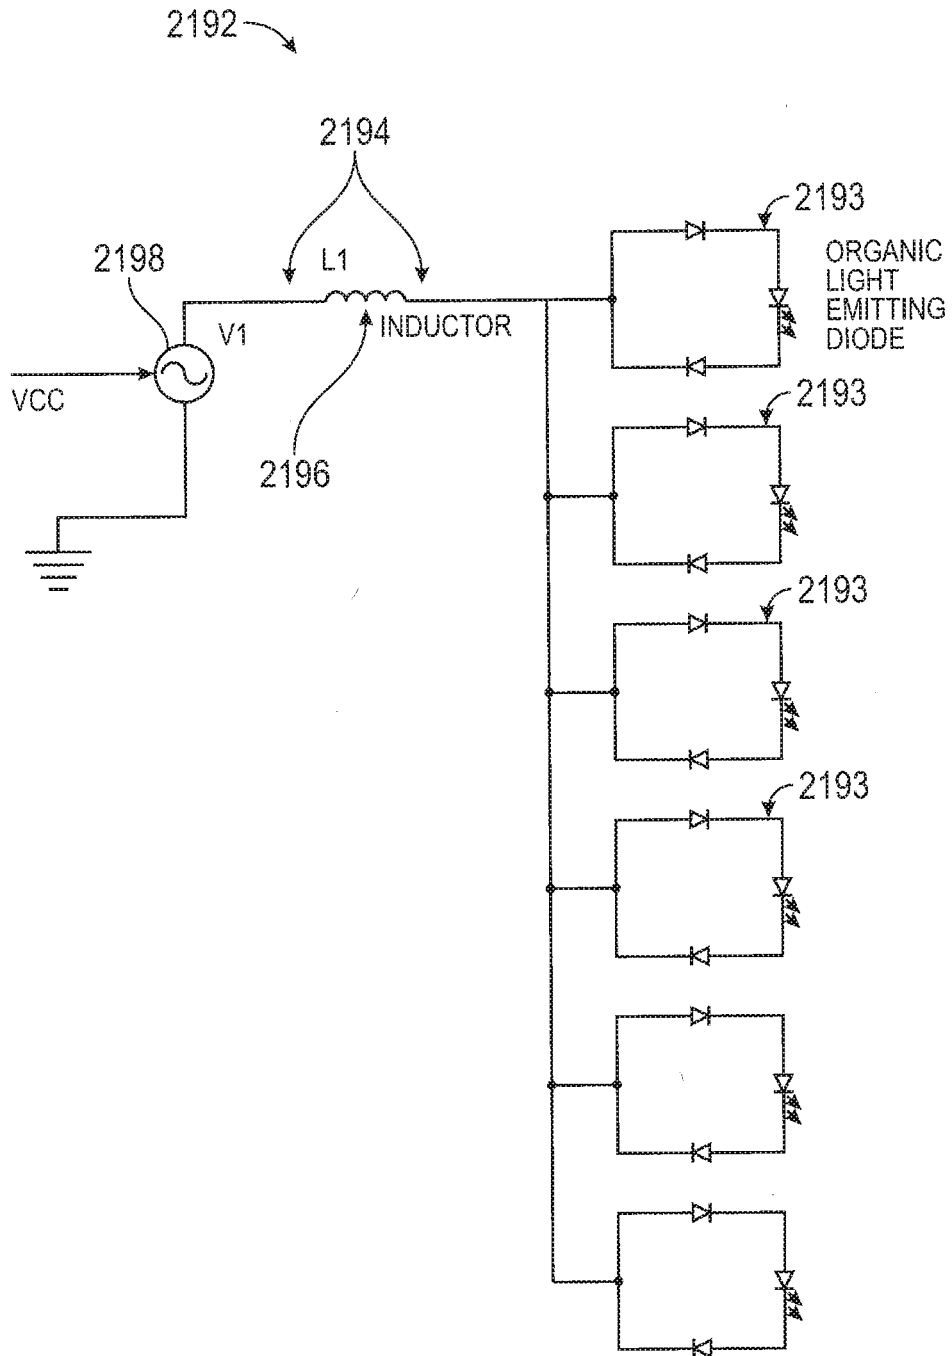 2192
2194
2193
2198
L1
ORGANIC
LIGHT
EMITTING
DIODE
V1
INDUCTOR
VCC
2193
2196
2193
2193